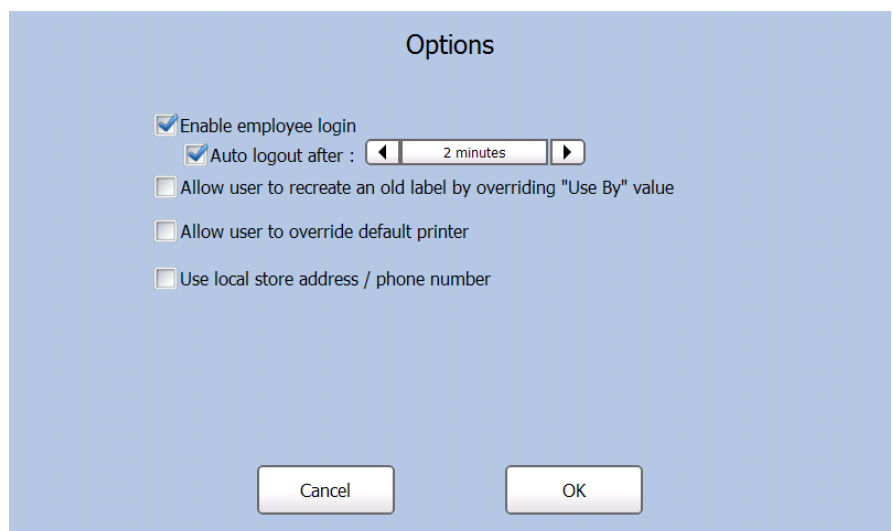 Options
Enable employee login
Auto logout after : 2 minutes
Allow user to recreate an old label by overriding "Use By" value
Allow user to override default printer
Use local store address / phone number
Cancel OK